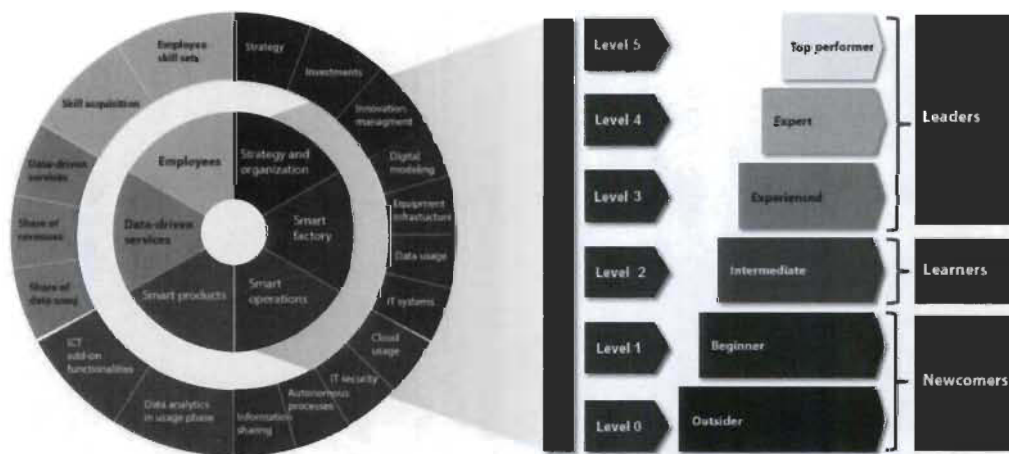 Strategy
Investments
Innovation
managment
Digital
modeling
Equipment
infrastucture
Data usage
IT systems
Cloud
usage
IT security
Autonomous
processes
Information
sharing
Data analytics
in usage phase
ICT
add-on
functionalities
Share of
data used
Share of
revenues
Data-driven
services
Skill acquisition
Employee
skill sets
Employees
Strategy and
organization
Smart
factory
Smart
operations
Smart products
Data-driven
services
Level 5
Top performer
Level 4
Expert
Leaders
Level 3
Experienced
Level 2
Intermediate
Learners
Level 1
Beginner
Newcomers
Level 0
Outsider